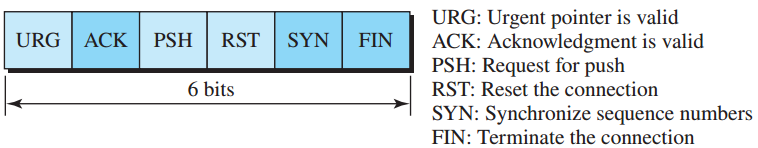 URG ACK PSH RST SYN FIN
6 bits
URG: Urgent pointer is valid
ACK: Acknowledgment is valid
PSH: Request for push
RST: Reset the connection
SYN: Synchronize sequence numbers
FIN: Terminate the connection